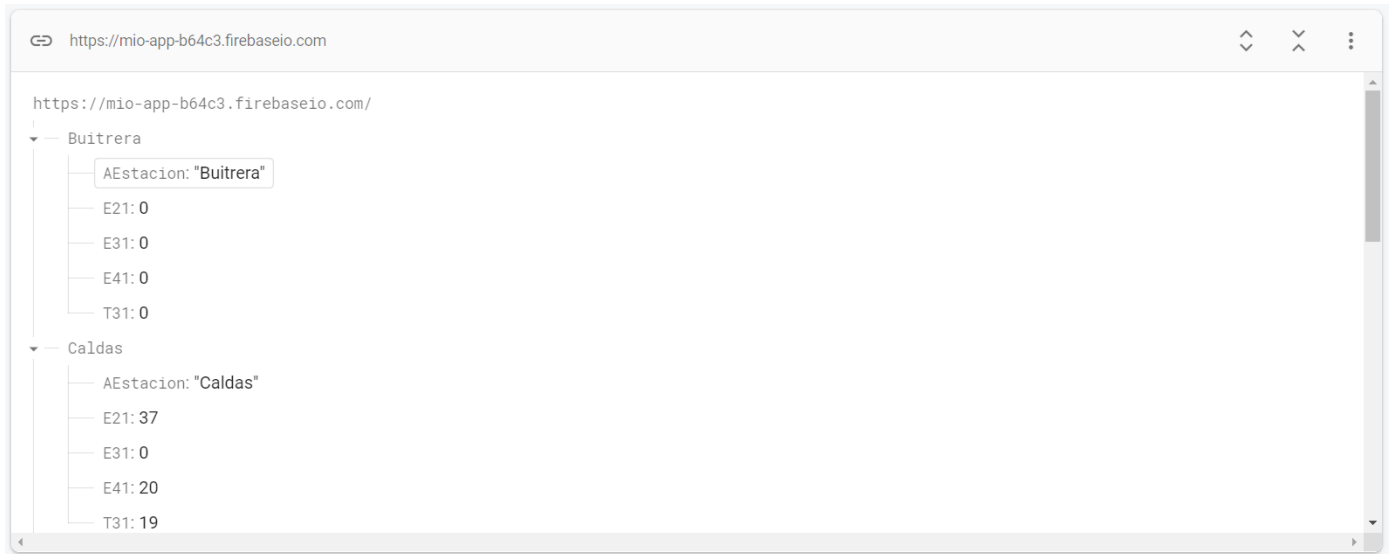 https://mio-app-b64c3.firebaseio.com
https://mio-app-b64c3.firebaseio.com/
Buitrera
AEstacion: "Buitrera"
E21: 0
E31: 0
E41: 0
T31: 0
Caldas
AEstacion: "Caldas"
E21: 37
E31: 0
E41: 20
T31: 19